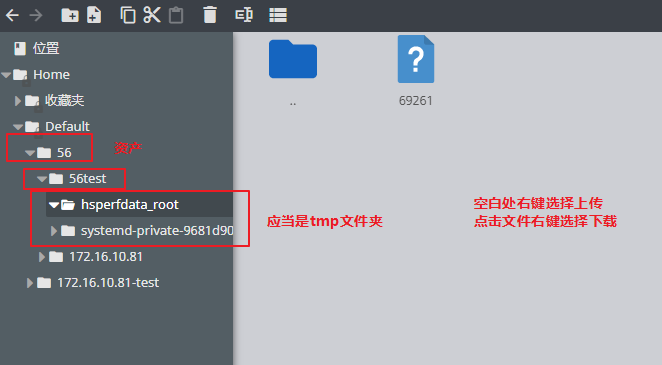 位置
Home
收藏夹
Default
56
资产
56test
hsperfdata_root
systemd-private-9681d90
172.16.10.81
172.16.10.81-test
..
?
69261
应当是tmp文件夹
空白处右键选择上传
点击文件右键选择下载